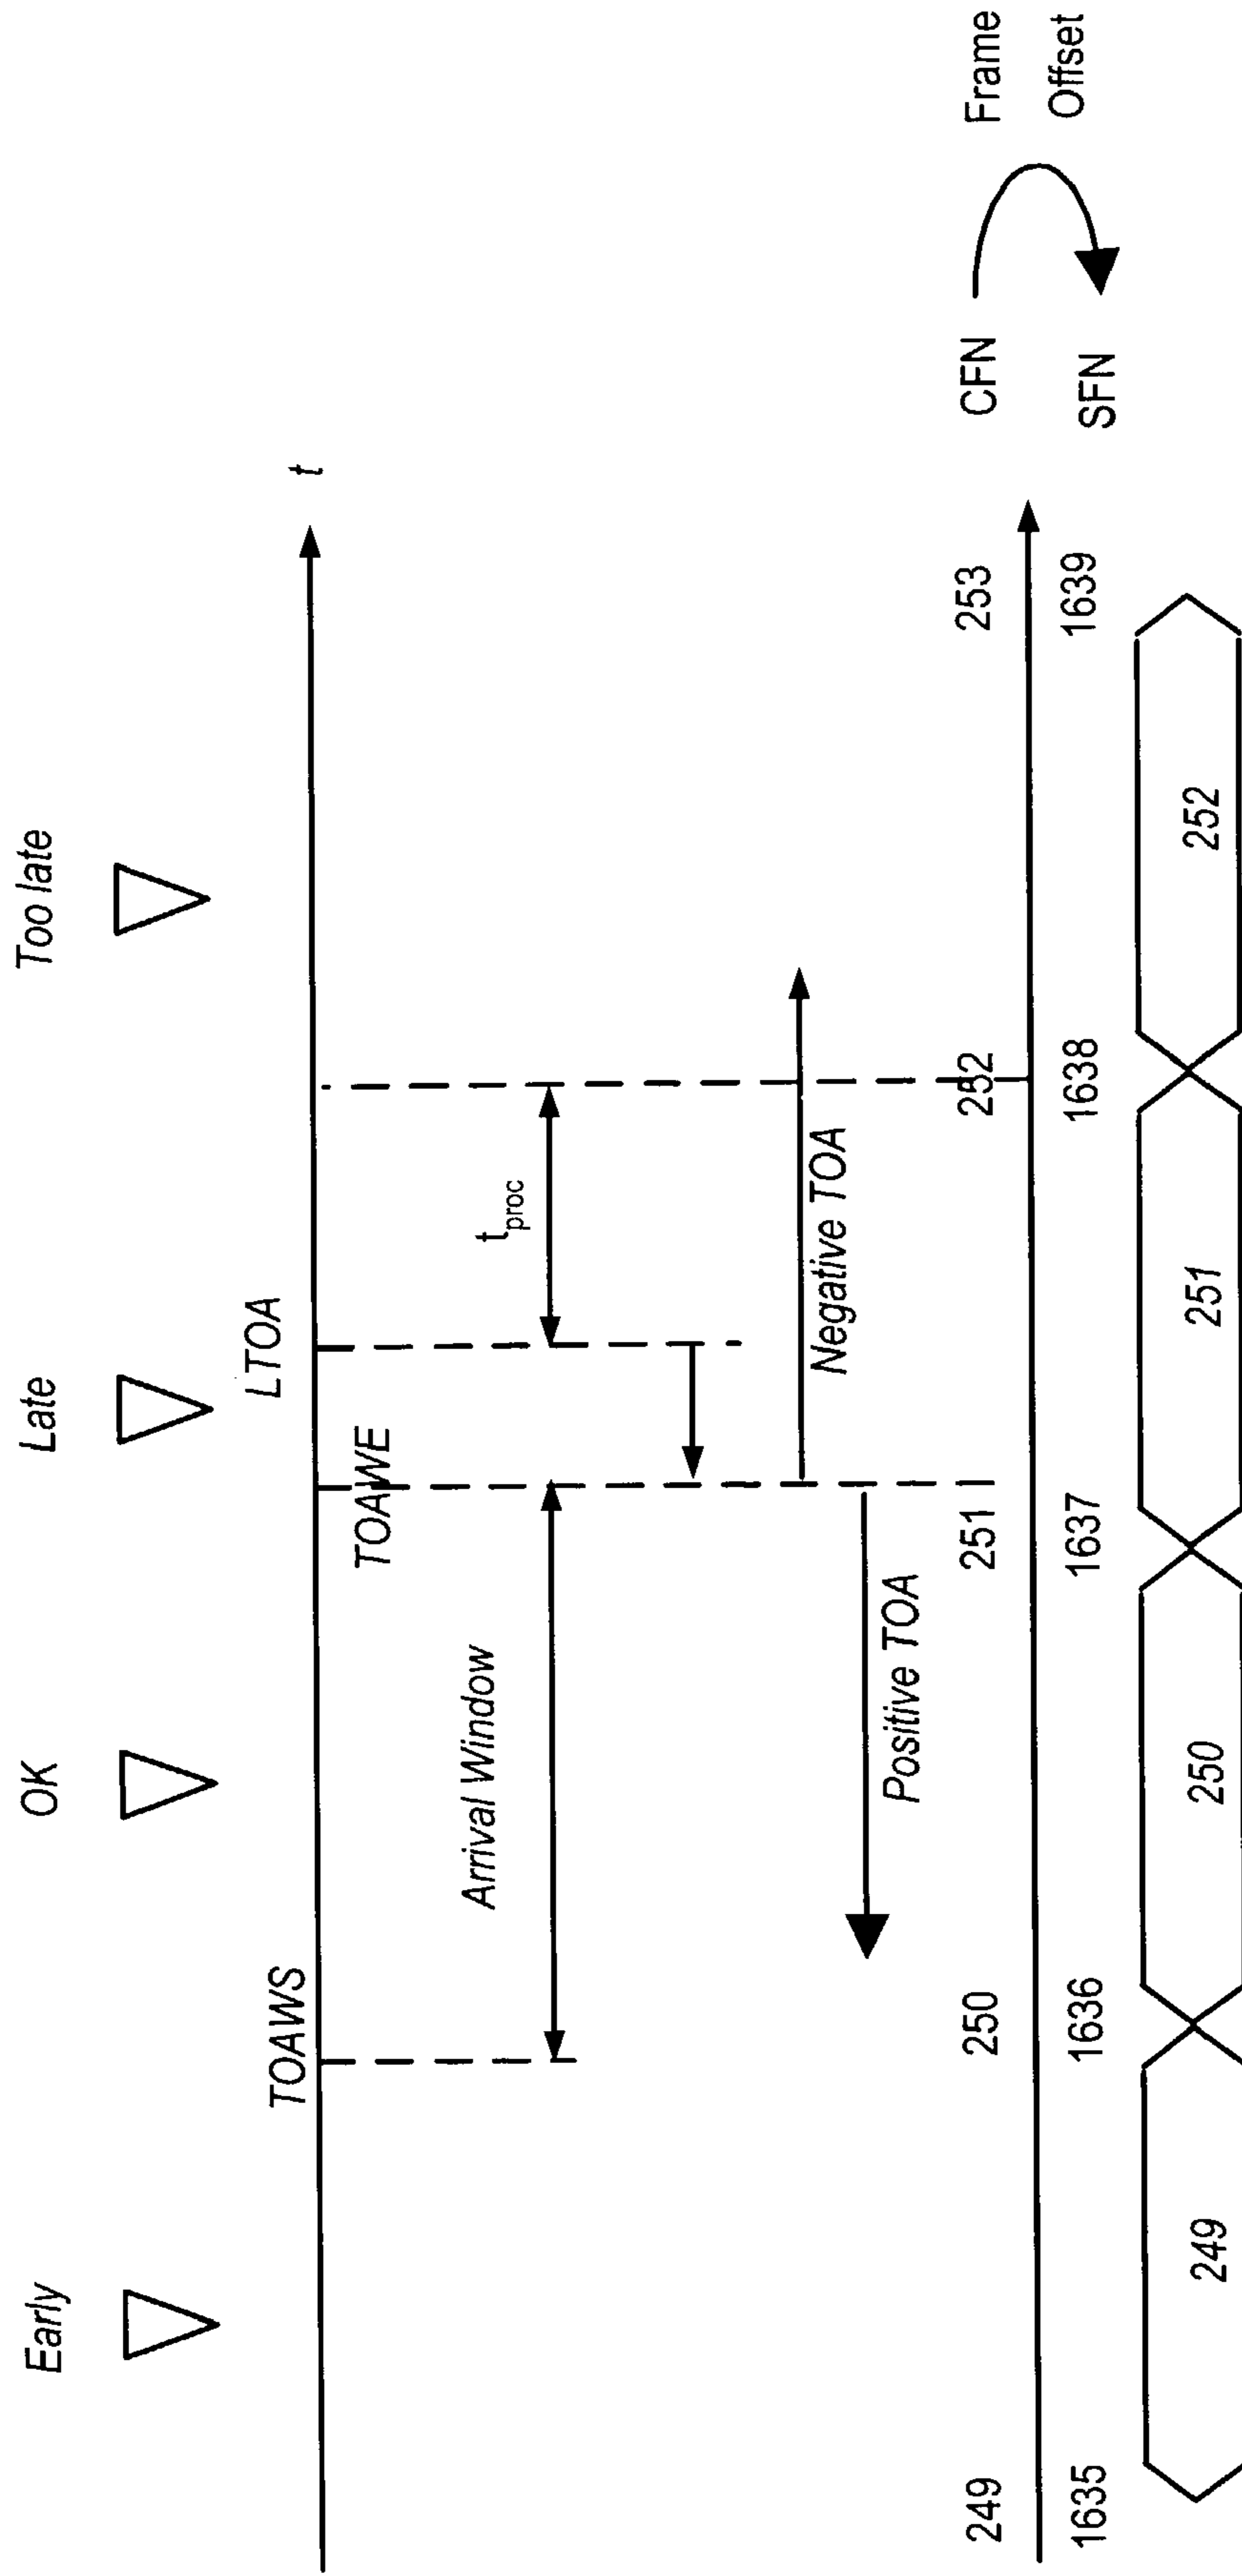 Early OK Late Too late
TOAWS LTOA t
TOAWE
Arrival Window t_proc
Negative TOA
Positive TOA
249 250 251 252 253 CFN Frame
1635 1636 1637 1638 1639 SFN Offset
249 250 251 252